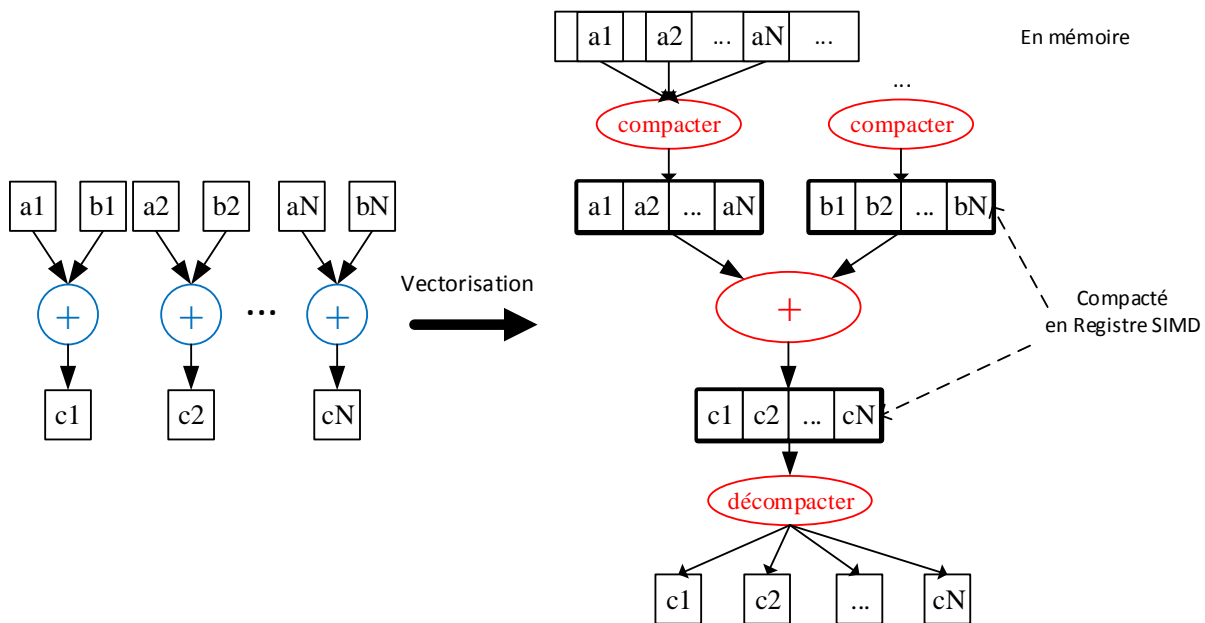 a1 a2 ... aN ...
En mémoire
...
compacter compacter
a1 a2 ... aN
b1 b2 ... bN
a1 b1 a2 b2 aN bN
+ + ... +
c1 c2 cN
Vectorisation
+
Compacté
en Registre SIMD
c1 c2 ... cN
décompacter
c1 c2 ... cN